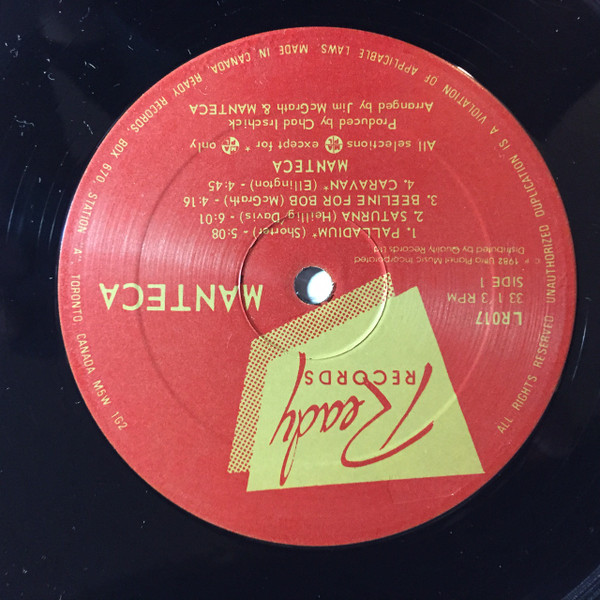 Ready
RECORDS
LR017
33 1/3 RPM
SIDE 1
MANTECA
℗ 1982 Planet Music Incorporated
Distributed by Quality Records Ltd
1. PALLADIUM* (Shorter) - 5:08
2. SATURNA (Heillig, Davis) - 6:01
3. BEELINE FOR BOB (McGrath) - 4:16
4. CARAVAN* (Ellington) - 4:45
MANTECA
All selections except for * only
Produced by Chad Irschick
Arranged by Jim McGrath & MANTECA
ALL RIGHTS RESERVED. UNAUTHORIZED DUPLICATION IS A VIOLATION OF APPLICABLE LAWS. MADE IN CANADA. READY RECORDS, BOX 670, STATION 'A' TORONTO, CANADA M5W 1G2